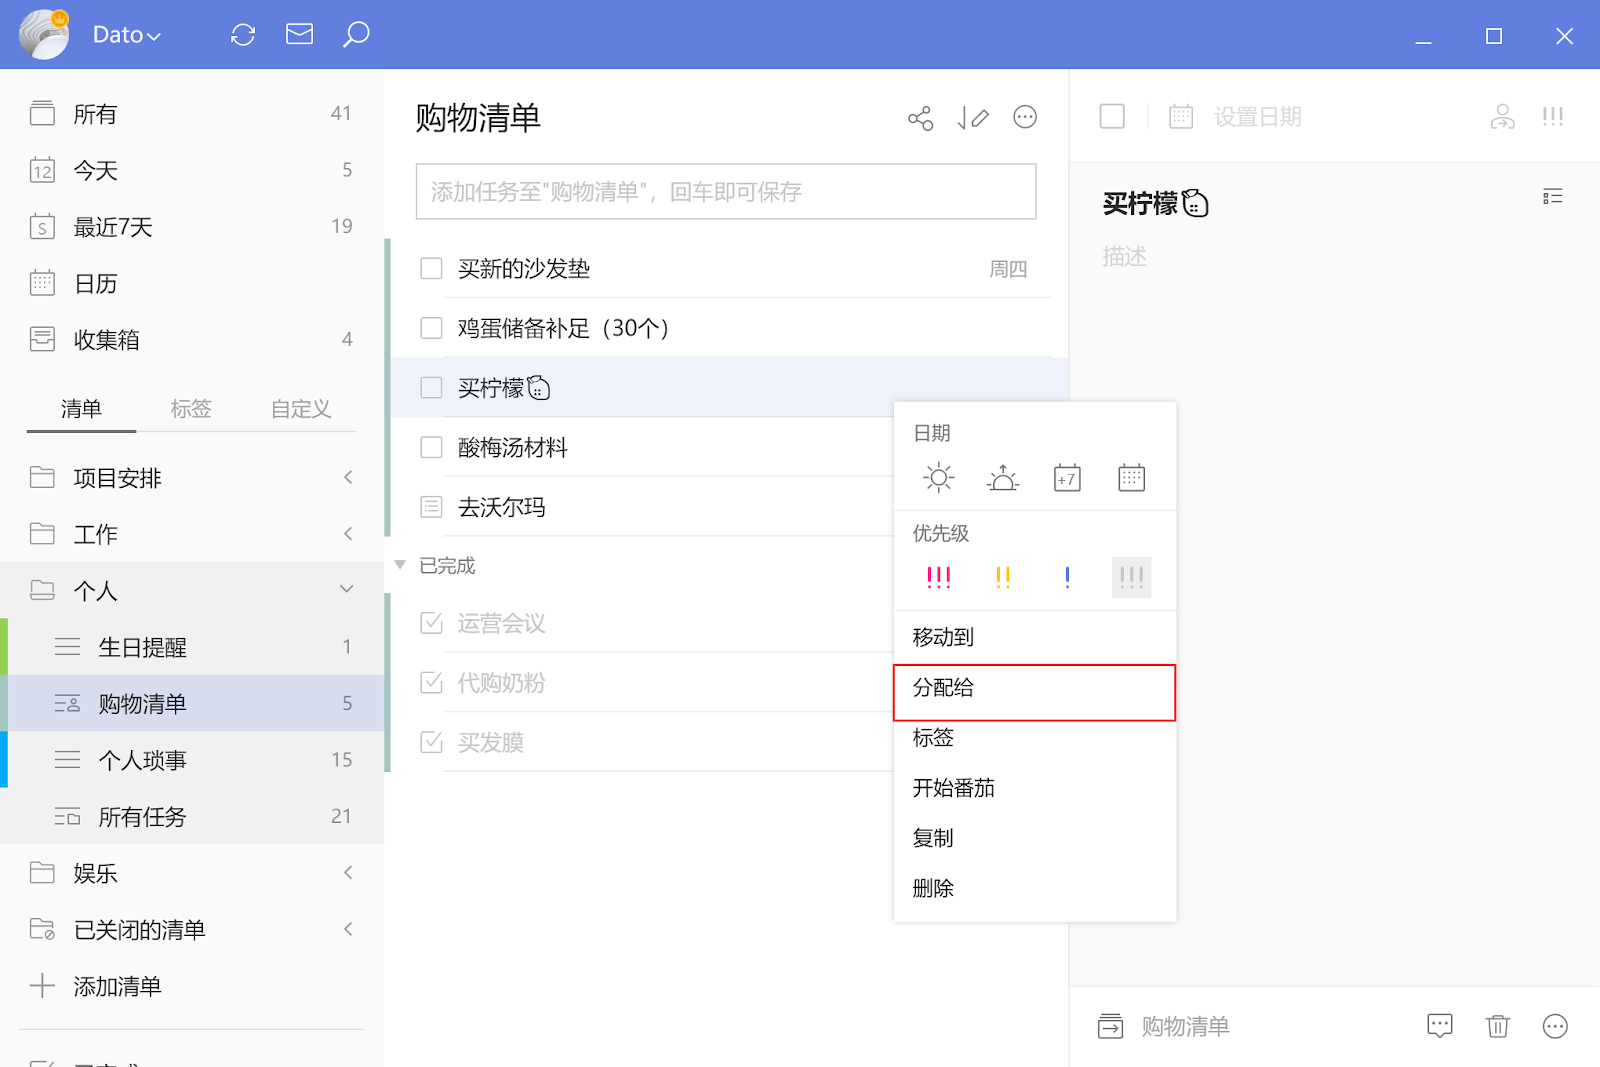 Dato
所有 41
12 今天 5
S 最近7天 19
日历
收集箱 4
清单 标签 自定义
项目安排
工作
个人
生日提醒 1
购物清单 5
个人琐事 15
所有任务 21
娱乐
已关闭的清单
添加清单
已完成
购物清单
添加任务至"购物清单"，回车即可保存
买新的沙发垫 周四
鸡蛋储备补足（30个）
买柠檬
酸梅汤材料
去沃尔玛
已完成
运营会议
代购奶粉
买发膜
日期
+7
优先级
!!! !! ! !!!
移动到
分配给
标签
开始番茄
复制
删除
设置日期 !!!
买柠檬
描述
购物清单